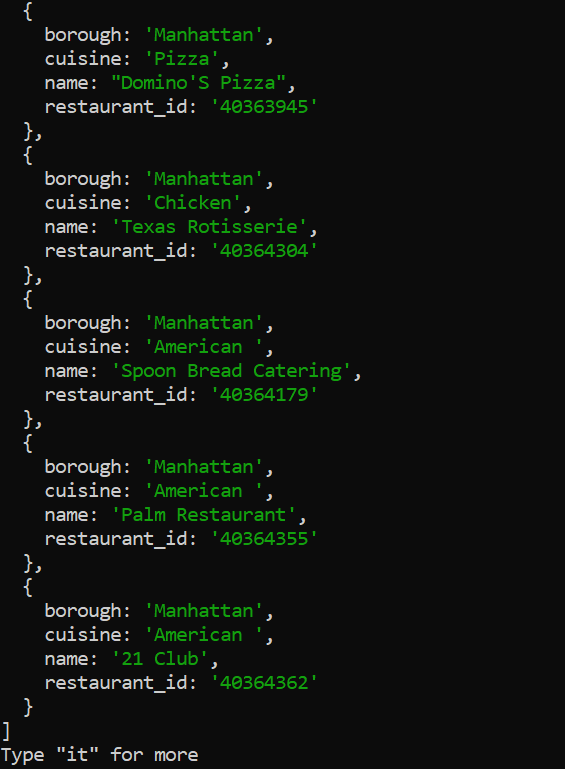 {
    borough: 'Manhattan',
    cuisine: 'Pizza',
    name: "Domino'S Pizza",
    restaurant_id: '40363945'
  },
  {
    borough: 'Manhattan',
    cuisine: 'Chicken',
    name: 'Texas Rotisserie',
    restaurant_id: '40364304'
  },
  {
    borough: 'Manhattan',
    cuisine: 'American ',
    name: 'Spoon Bread Catering',
    restaurant_id: '40364179'
  },
  {
    borough: 'Manhattan',
    cuisine: 'American ',
    name: 'Palm Restaurant',
    restaurant_id: '40364355'
  },
  {
    borough: 'Manhattan',
    cuisine: 'American ',
    name: '21 Club',
    restaurant_id: '40364362'
  }
]
Type "it" for more